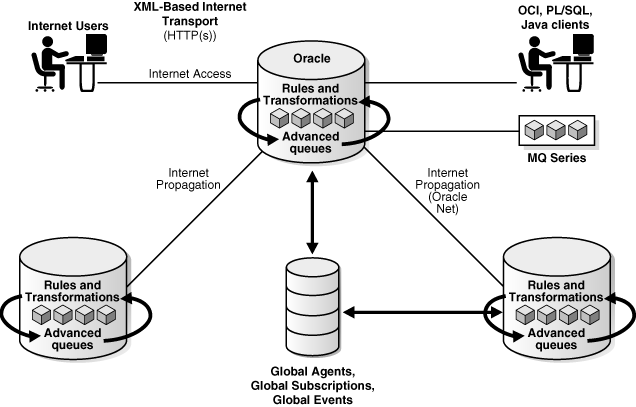 XML-Based Internet
Transport
(HTTP(s))
Internet Users
OCI, PL/SQL,
Java clients
Internet Access
Oracle
Rules and
Transformations
Advanced
queues
MQ Series
Internet
Propagation
Internet
Propagation
(Oracle
Net)
Rules and
Transformations
Advanced
queues
Rules and
Transformations
Advanced
queues
Global Agents,
Global Subscriptions,
Global Events